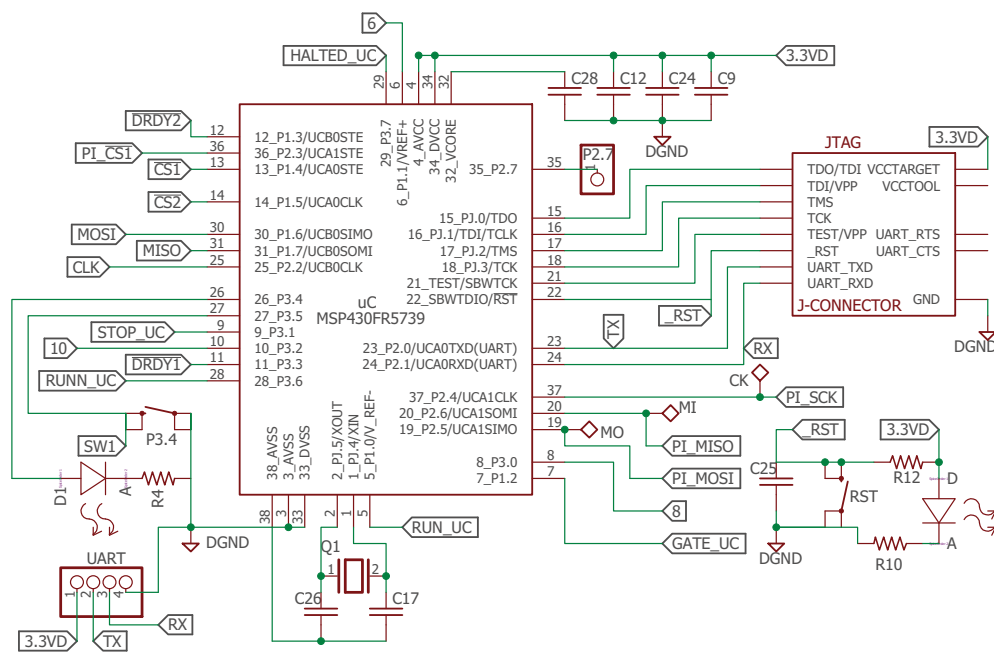 6
HALTED_UC
3.3VD
29
6
4
34
32
C28
C12
C24
C9
DGND
29_P3.7
6_P1.1/VREF+
4_AVCC
34_DVCC
32_VCORE
DRDY2
12
12_P1.3/UCB0STE
PI_CS1
36
36_P2.3/UCA1STE
CS1
13
13_P1.4/UCA0STE
CS2
14
14_P1.5/UCA0CLK
MOSI
30
30_P1.6/UCB0SIMO
MISO
31
31_P1.7/UCB0SOMI
CLK
25
25_P2.2/UCB0CLK
26
26_P3.4
27
27_P3.5
STOP_UC
9
9_P3.1
10
10
10_P3.2
DRDY1
11
11_P3.3
RUNN_UC
28
28_P3.6
uC
MSP430FR5739
35_P2.7
35
P2.7
1
15_PJ.0/TDO
15
16_PJ.1/TDI/TCLK
16
17_PJ.2/TMS
17
18_PJ.3/TCK
18
21_TEST/SBWTCK
21
22_SBWTDIO/RST
22
23_P2.0/UCA0TXD(UART)
23
24_P2.1/UCA0RXD(UART)
24
37_P2.4/UCA1CLK
37
20_P2.6/UCA1SOMI
20
19_P2.5/UCA1SIMO
19
8_P3.0
8
7_P1.2
7
38_AVSS
3_AVSS
33_DVSS
2_PJ.5/XOUT
1_PJ.4/XIN
5_P1.0/V_REF-
38
3
33
2
1
5
3.3VD
JTAG
TDO/TDI
VCCTARGET
TDI/VPP
VCCTOOL
TMS
TCK
TEST/VPP
UART_RTS
_RST
UART_CTS
UART_TXD
UART_RXD
GND
J-CONNECTOR
DGND
_RST
TX
RX
CK
PI_SCK
MI
MO
PI_MISO
PI_MOSI
8
GATE_UC
RUN_UC
SW1
P3.4
D1
A
R4
DGND
UART
1
2
3
4
3.3VD
TX
RX
Q1
1
2
C26
C17
_RST
3.3VD
C25
RST
R12
D
A
R10
DGND